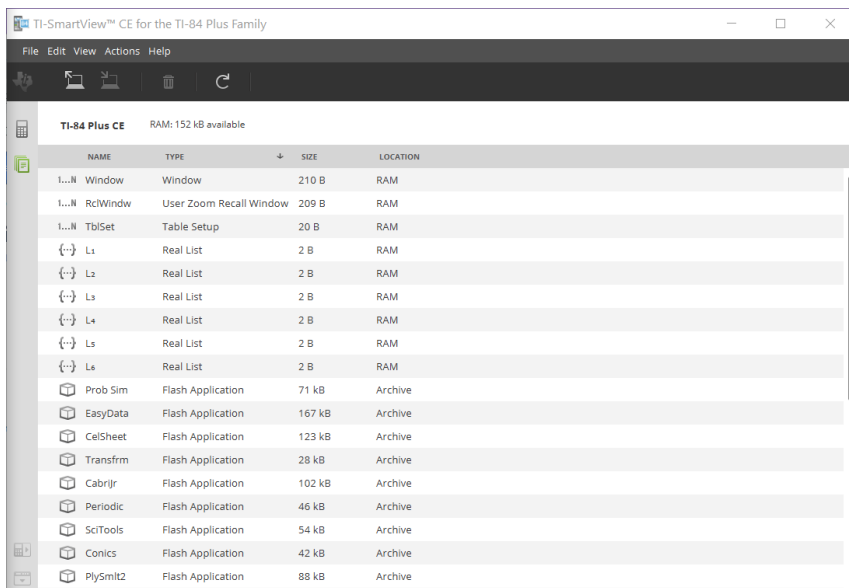 TI-SmartView™ CE for the TI-84 Plus Family
File Edit View Actions Help
TI-84 Plus CE RAM: 152 kB available
NAME TYPE SIZE LOCATION
1...N Window Window 210 B RAM
1...N RclWindw User Zoom Recall Window 209 B RAM
1...N TblSet Table Setup 20 B RAM
{...} L₁ Real List 2 B RAM
{...} L₂ Real List 2 B RAM
{...} L₃ Real List 2 B RAM
{...} L₄ Real List 2 B RAM
{...} L₅ Real List 2 B RAM
{...} L₆ Real List 2 B RAM
Prob Sim Flash Application 71 kB Archive
EasyData Flash Application 167 kB Archive
CelSheet Flash Application 123 kB Archive
Transfrm Flash Application 28 kB Archive
CabriJr Flash Application 102 kB Archive
Periodic Flash Application 46 kB Archive
SciTools Flash Application 54 kB Archive
Conics Flash Application 42 kB Archive
PlySmlt2 Flash Application 88 kB Archive